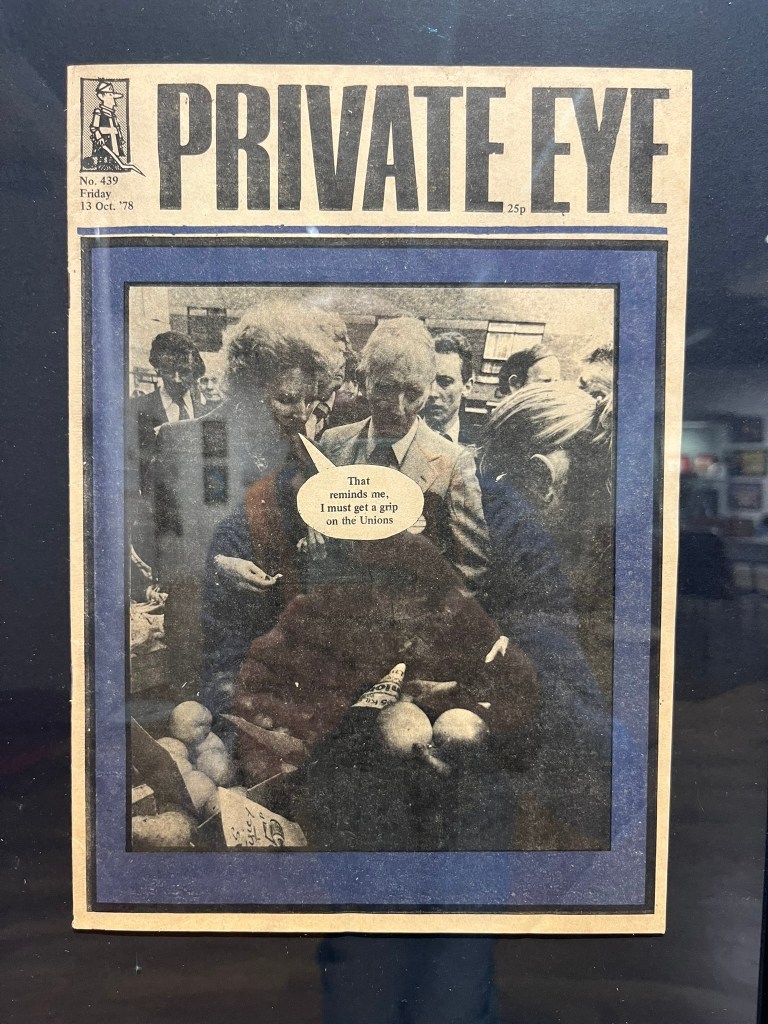 PRIVATE EYE
No. 439
Friday
13 Oct. '78
25p
That
reminds me,
I must get a grip
on the Unions